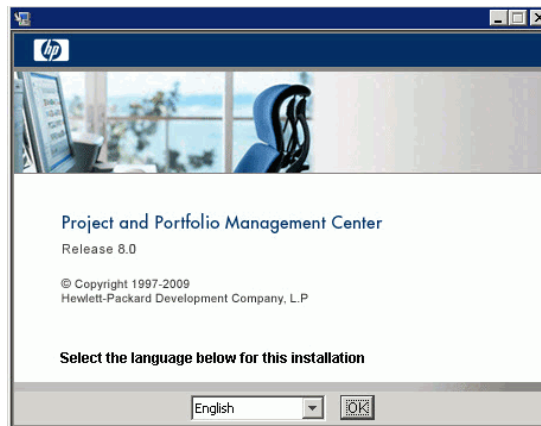 hp
Project and Portfolio Management Center
Release 8.0
© Copyright 1997-2009
Hewlett-Packard Development Company, L.P
Select the language below for this installation
English
OK